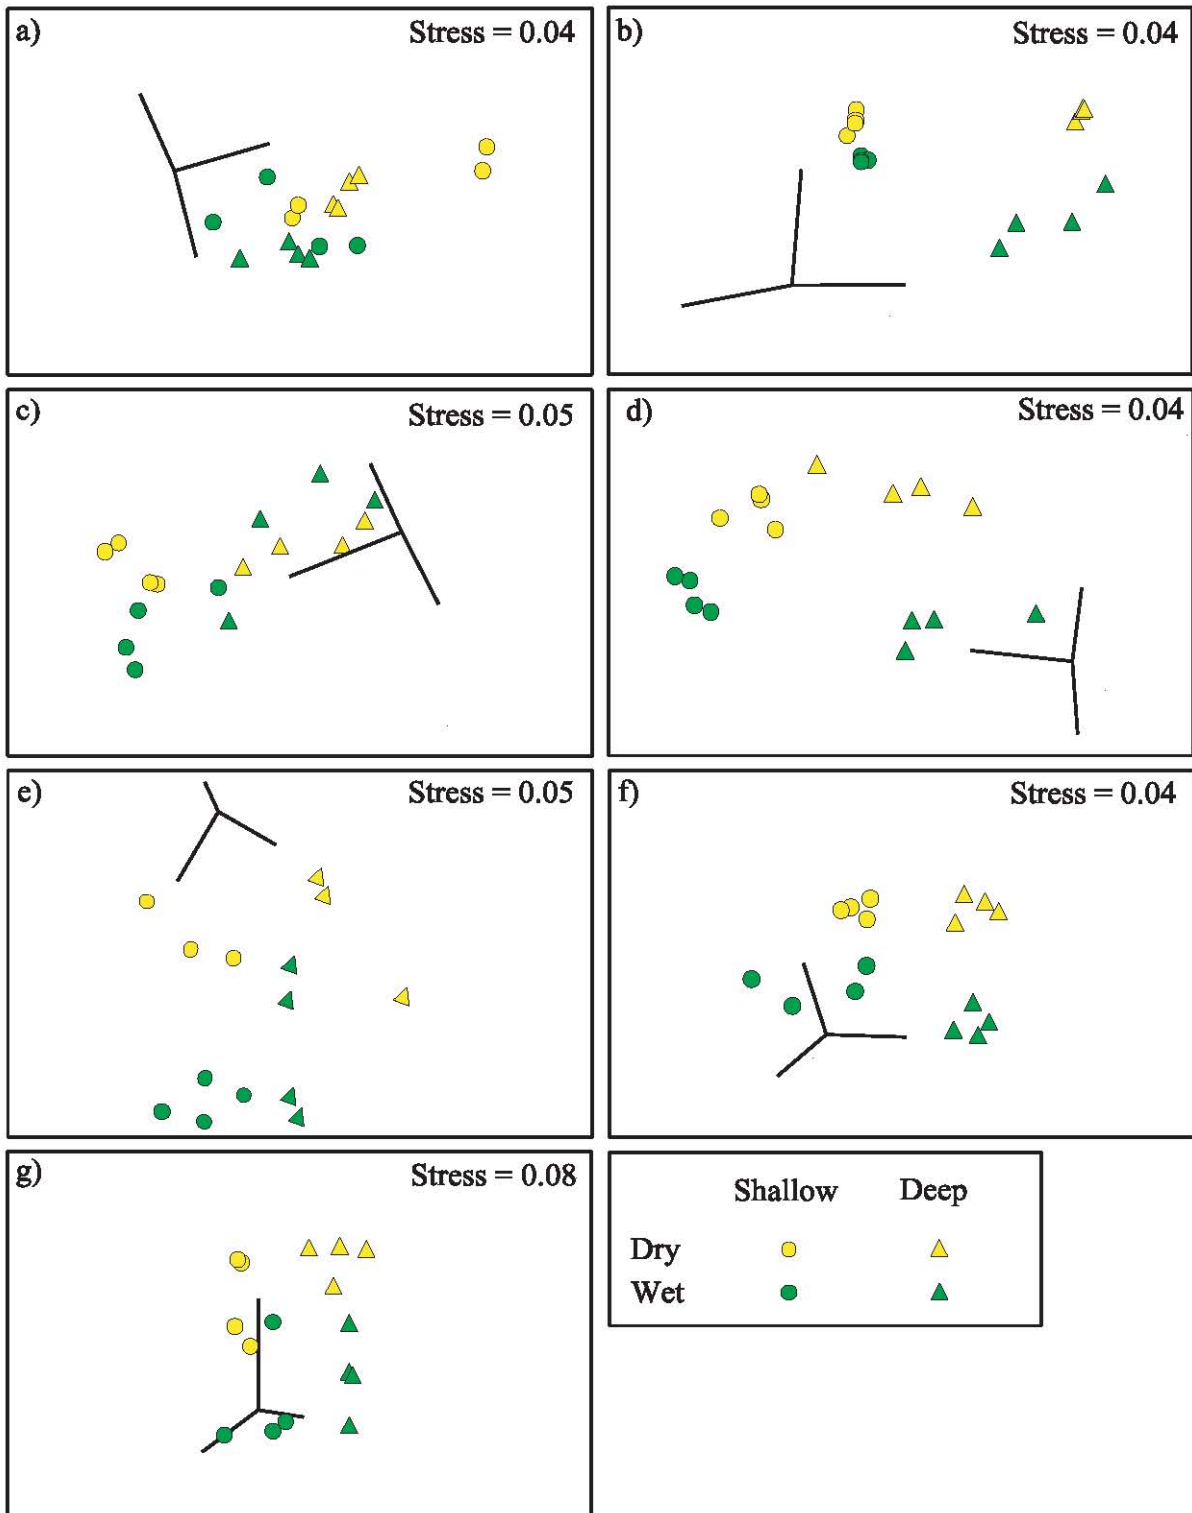 a) Stress = 0.04
b) Stress = 0.04
c) Stress = 0.05
d) Stress = 0.04
e) Stress = 0.05
f) Stress = 0.04
g) Stress = 0.08
Shallow Deep
Dry
Wet